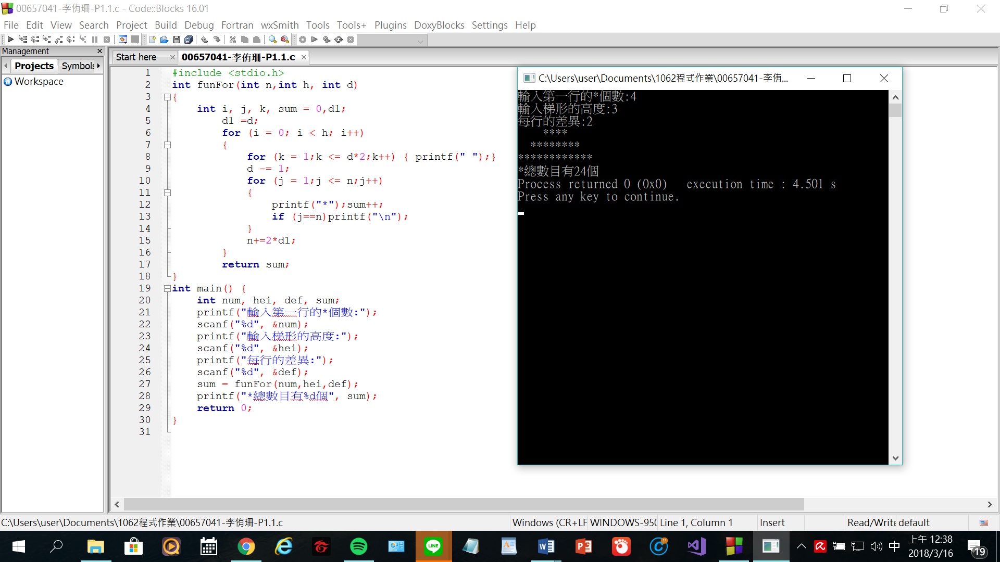 00657041-李侑珊-P1.1.c - Code::Blocks 16.01
File Edit View Search Project Build Debug Fortran wxSmith Tools Tools+ Plugins DoxyBlocks Settings Help
Management
Projects Symbols
Workspace
Start here 00657041-李侑珊-P1.1.c
1 #include <stdio.h>
2 int funFor(int n,int h, int d)
3 {
4 int i, j, k, sum = 0,d1;
5 d1 =d;
6 for (i = 0; i < h; i++)
7 {
8 for (k = 1;k <= d*2;k++) { printf(" ");}
9 d -= 1;
10 for (j = 1;j <= n;j++)
11 {
12 printf("*");sum++;
13 if (j==n)printf("\n");
14 }
15 n+=2*d1;
16 }
17 return sum;
18 }
19 int main() {
20 int num, hei, def, sum;
21 printf("輸入第一行的*個數:");
22 scanf("%d", &num);
23 printf("輸入梯形的高度:");
24 scanf("%d", &hei);
25 printf("每行的差異:");
26 scanf("%d", &def);
27 sum = funFor(num,hei,def);
28 printf("*總數目有%d個", sum);
29 return 0;
30 }
31
C:\Users\user\Documents\1062程式作業\00657041-李侑...
輸入第一行的*個數:4
輸入梯形的高度:3
每行的差異:2
****
********
************
*總數目有24個
Process returned 0 (0x0) execution time : 4.501 s
Press any key to continue.
C:\Users\user\Documents\1062程式作業\00657041-李侑珊-P1.1.c Windows (CR+LF WINDOWS-950 Line 1, Column 1 Insert Read/Write default
LINE
中
上午 12:38
2018/3/16
19